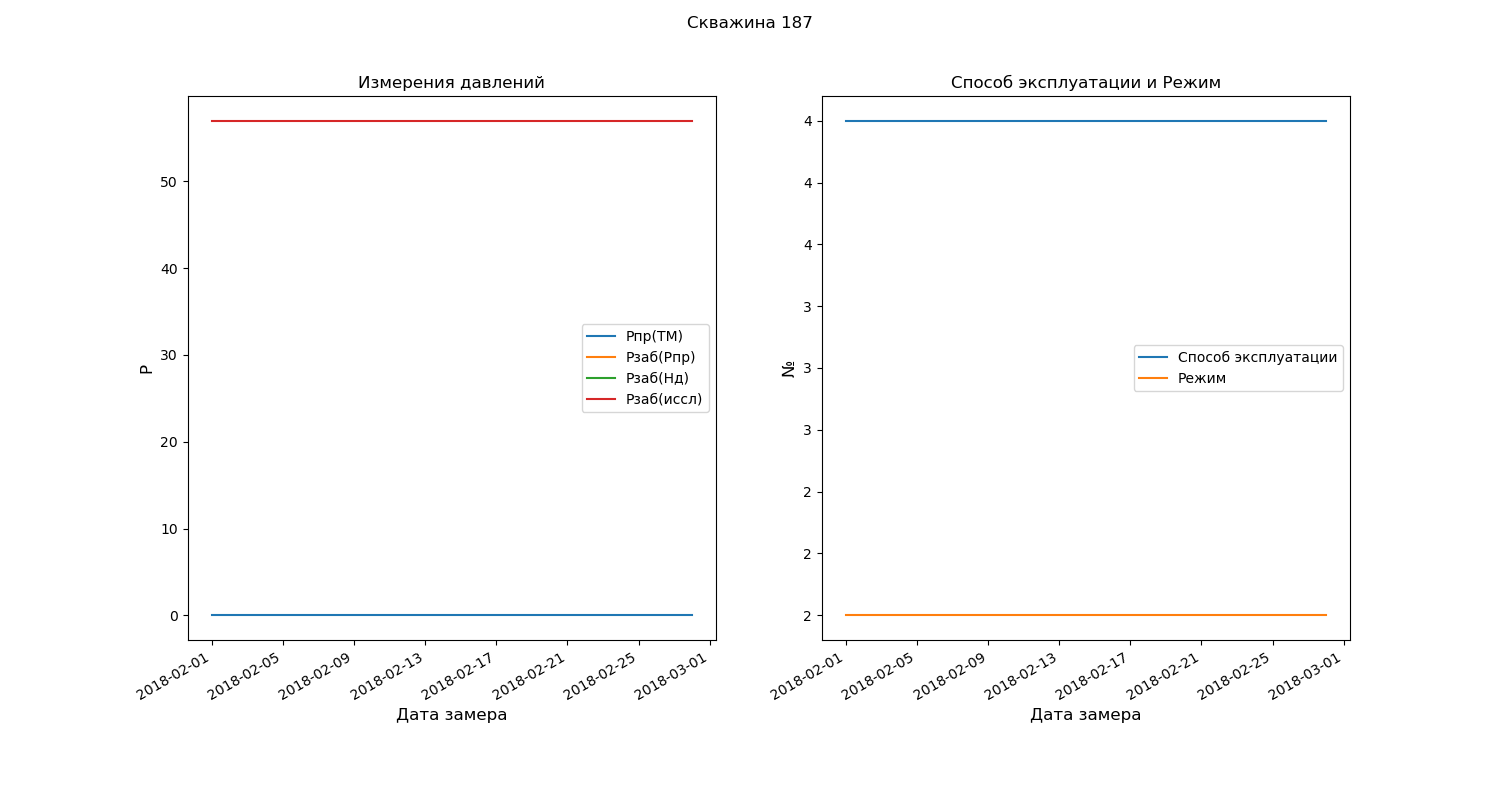 Скважина 187
Измерения давлений
P
50
40
30
20
10
0
Рпр(ТМ)
Рзаб(Рпр)
Рзаб(Нд)
Рзаб(иссл)
2018-02-01
2018-02-05
2018-02-09
2018-02-13
2018-02-17
2018-02-21
2018-02-25
2018-03-01
Дата замера
Способ эксплуатации и Режим
№
4
4
4
3
3
3
2
2
2
Способ эксплуатации
Режим
2018-02-01
2018-02-05
2018-02-09
2018-02-13
2018-02-17
2018-02-21
2018-02-25
2018-03-01
Дата замера